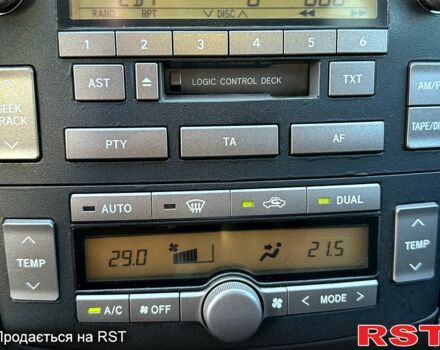 RAND RPT DISC
1 2 3 4 5 6
AST LOGIC CONTROL DECK TXT AM/F
SEEK
TRACK
TAPE/DI
PTY TA AF
AUTO DUAL
TEMP 29.0 21.5 TEMP
A/C OFF MODE
Продається на RST
RST